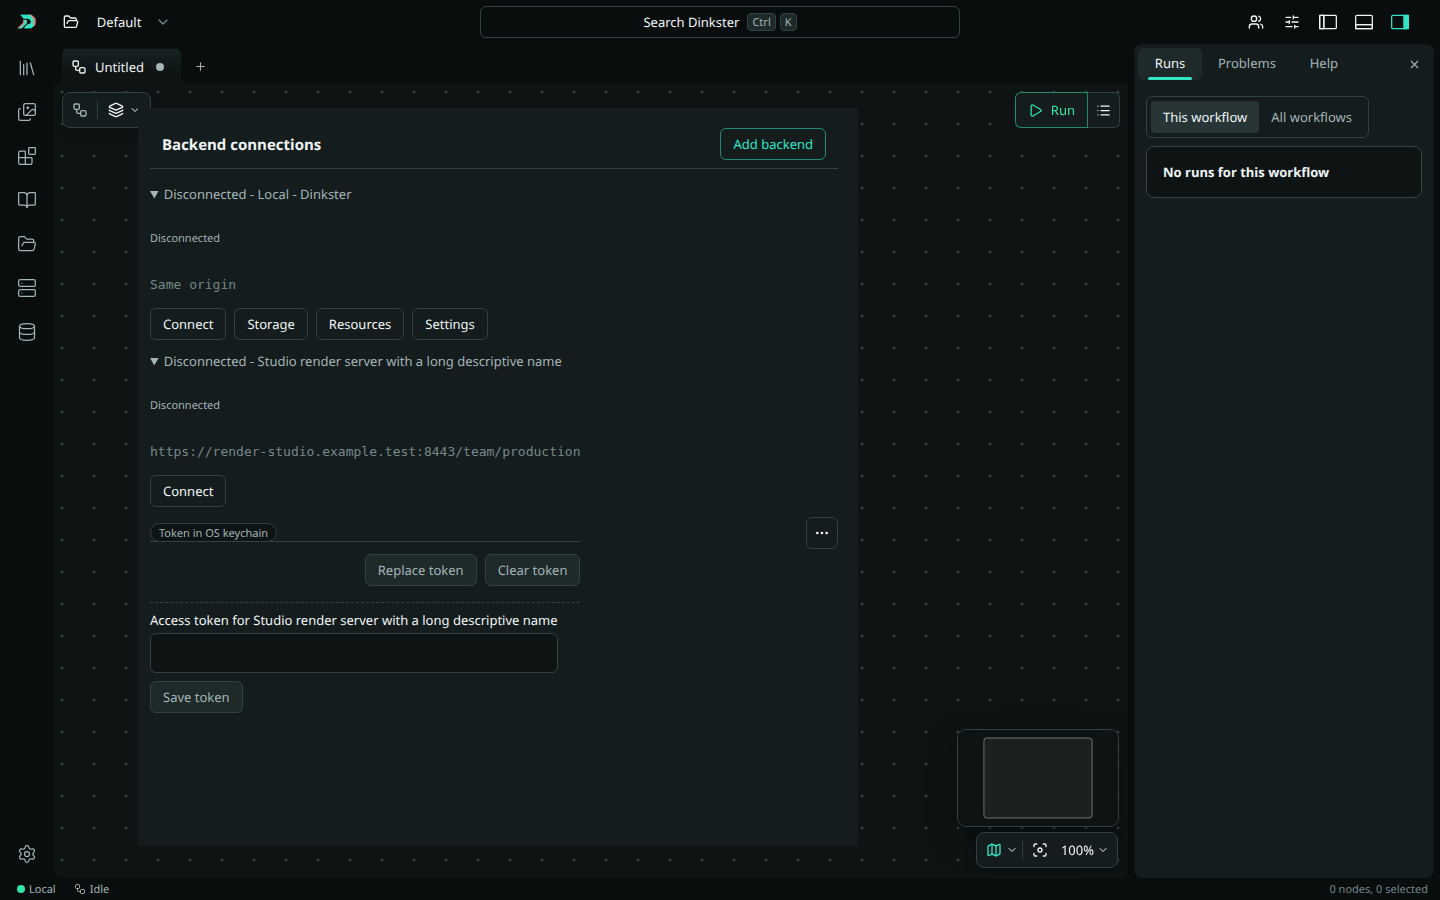 Default
Search Dinkster Ctrl K
Untitled
Run
Runs Problems Help
This workflow All workflows
No runs for this workflow
Backend connections
Add backend
Disconnected - Local - Dinkster
Disconnected
Same origin
Connect Storage Resources Settings
Disconnected - Studio render server with a long descriptive name
Disconnected
https://render-studio.example.test:8443/team/production
Connect
Token in OS keychain
Replace token Clear token
Access token for Studio render server with a long descriptive name
Save token
100%
Local Idle
0 nodes, 0 selected